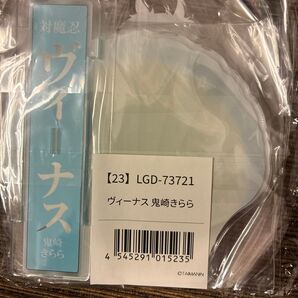 対魔忍
ヴィーナス
鬼崎
きらら
【23】LGD-73721
ヴィーナス 鬼崎きらら
4 545291 015235
©TAIMANIN